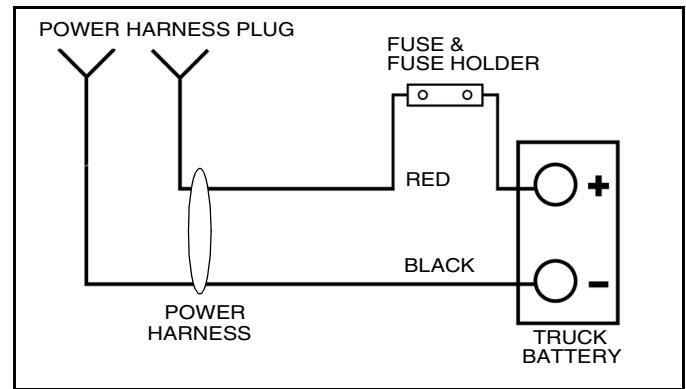 POWER HARNESS PLUG
FUSE &
FUSE HOLDER
RED
+
BLACK
-
POWER
HARNESS
TRUCK
BATTERY